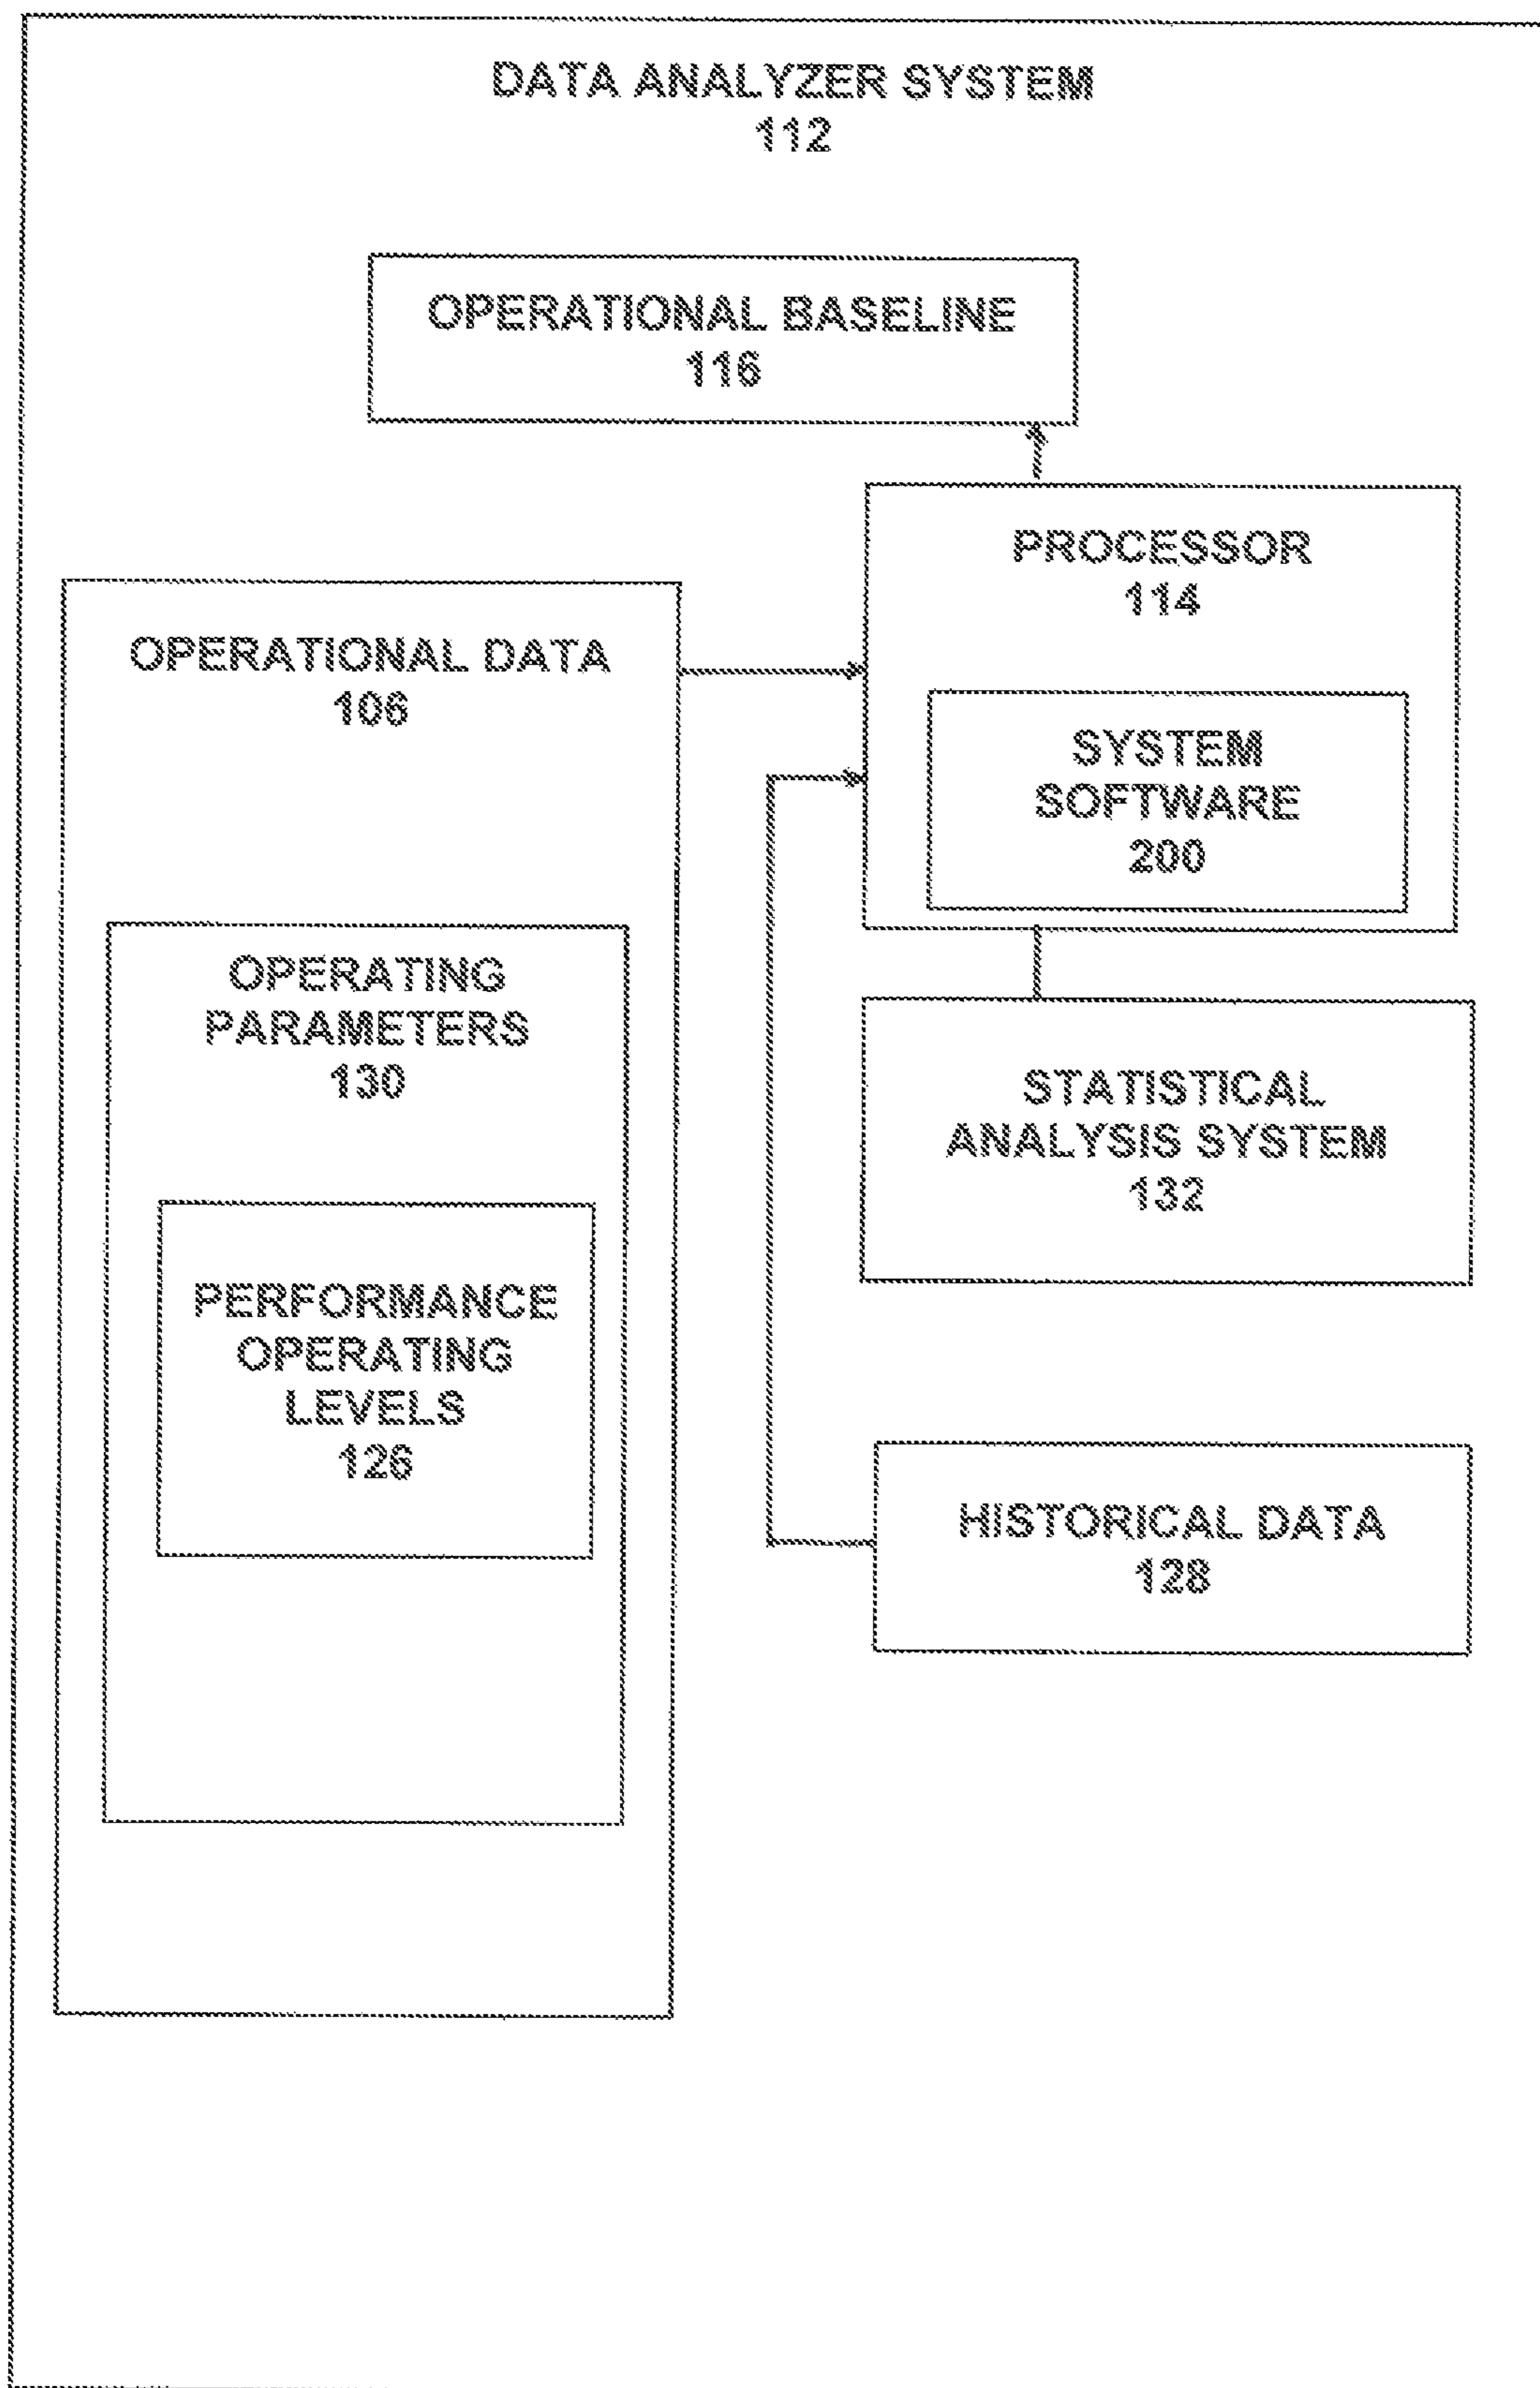 DATA ANALYZER SYSTEM
112
OPERATIONAL BASELINE
116
PROCESSOR
114
SYSTEM
SOFTWARE
200
OPERATIONAL DATA
106
OPERATING
PARAMETERS
130
PERFORMANCE
OPERATING
LEVELS
126
STATISTICAL
ANALYSIS SYSTEM
132
HISTORICAL DATA
128